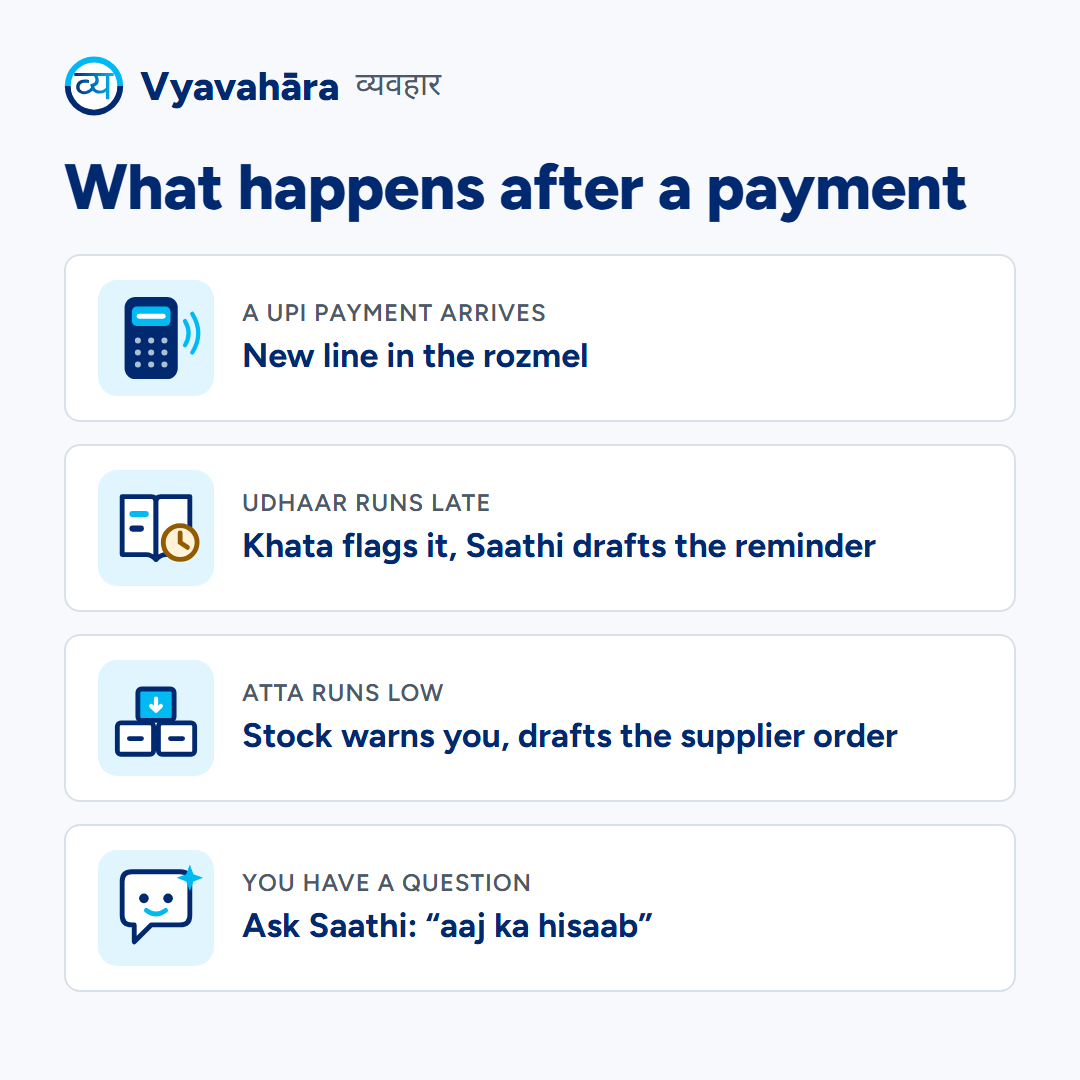 व्य Vyavahāra व्यवहार
What happens after a payment
A UPI PAYMENT ARRIVES
New line in the rozmel
UDHAAR RUNS LATE
Khata flags it, Saathi drafts the reminder
ATTA RUNS LOW
Stock warns you, drafts the supplier order
YOU HAVE A QUESTION
Ask Saathi: “aaj ka hisaab”